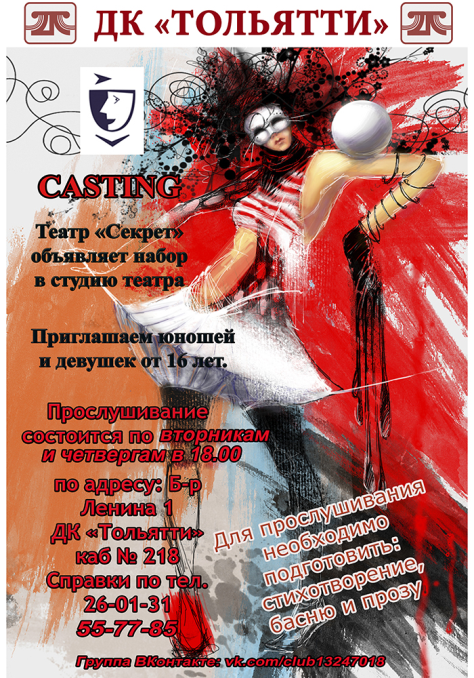 ДК «ТОЛЬЯТТИ»
CASTING
Театр «Секрет»
объявляет набор
в студию театра
Приглашаем юношей
и девушек от 16 лет.
Прослушивание
состоится по вторникам
и четвергам в 18.00
по адресу: Б-р
Ленина 1
ДК «Тольятти»
каб № 218
Справки по тел.
26-01-31
55-77-85
Для прослушивания
необходимо
подготовить:
стихотворение,
басню и прозу
Группа ВКонтакте: vk.com/club13247018